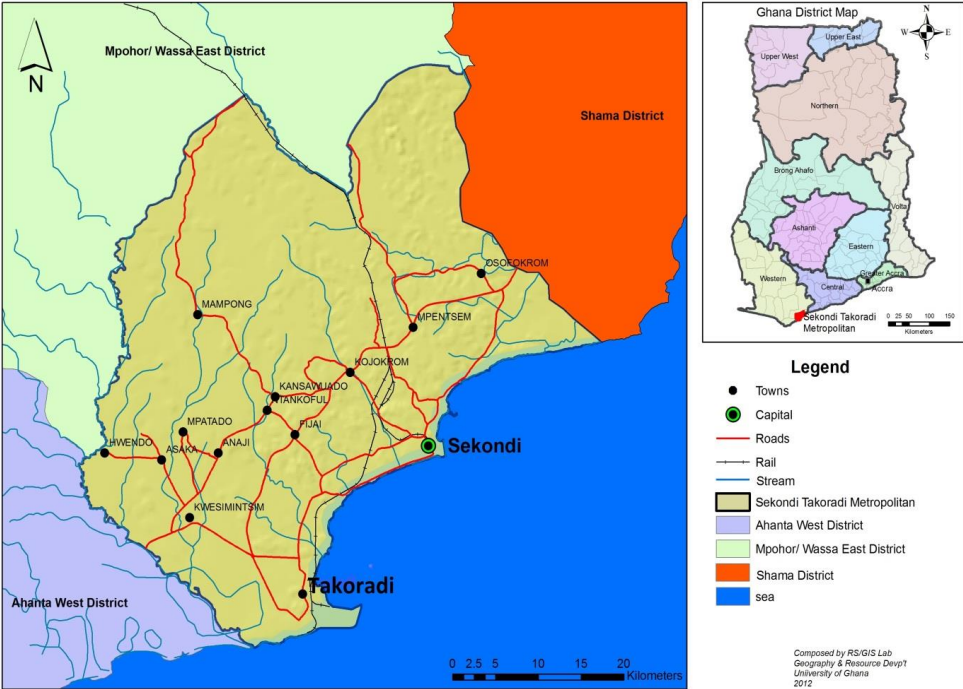 N
Mpohor/ Wassa East District
Shama District
OSOFOKROM
MAMPONG
MPENTSEM
KOJOKROM
KANSAWUADO
NTANKOFUL
MPATADO
FIJAI
HWENDO
ASAKA
ANAJI
Sekondi
KWESIMINTSIM
Takoradi
Ahanta West District
0 2.5 5 10 15 20
Kilometers
Ghana District Map
N
W E
S
Upper East
Upper West
Northern
Brong Ahafo
Volta
Ashanti
Eastern
Greater Accra
Western
Central
Accra
Sekondi Takoradi
Metropolitan
0 25 50 100 150
Kilometers
Legend
Towns
Capital
Roads
Rail
Stream
Sekondi Takoradi Metropolitan
Ahanta West District
Mpohor/ Wassa East District
Shama District
sea
Composed by RS/GIS Lab
Geography & Resource Devp't
University of Ghana
2012